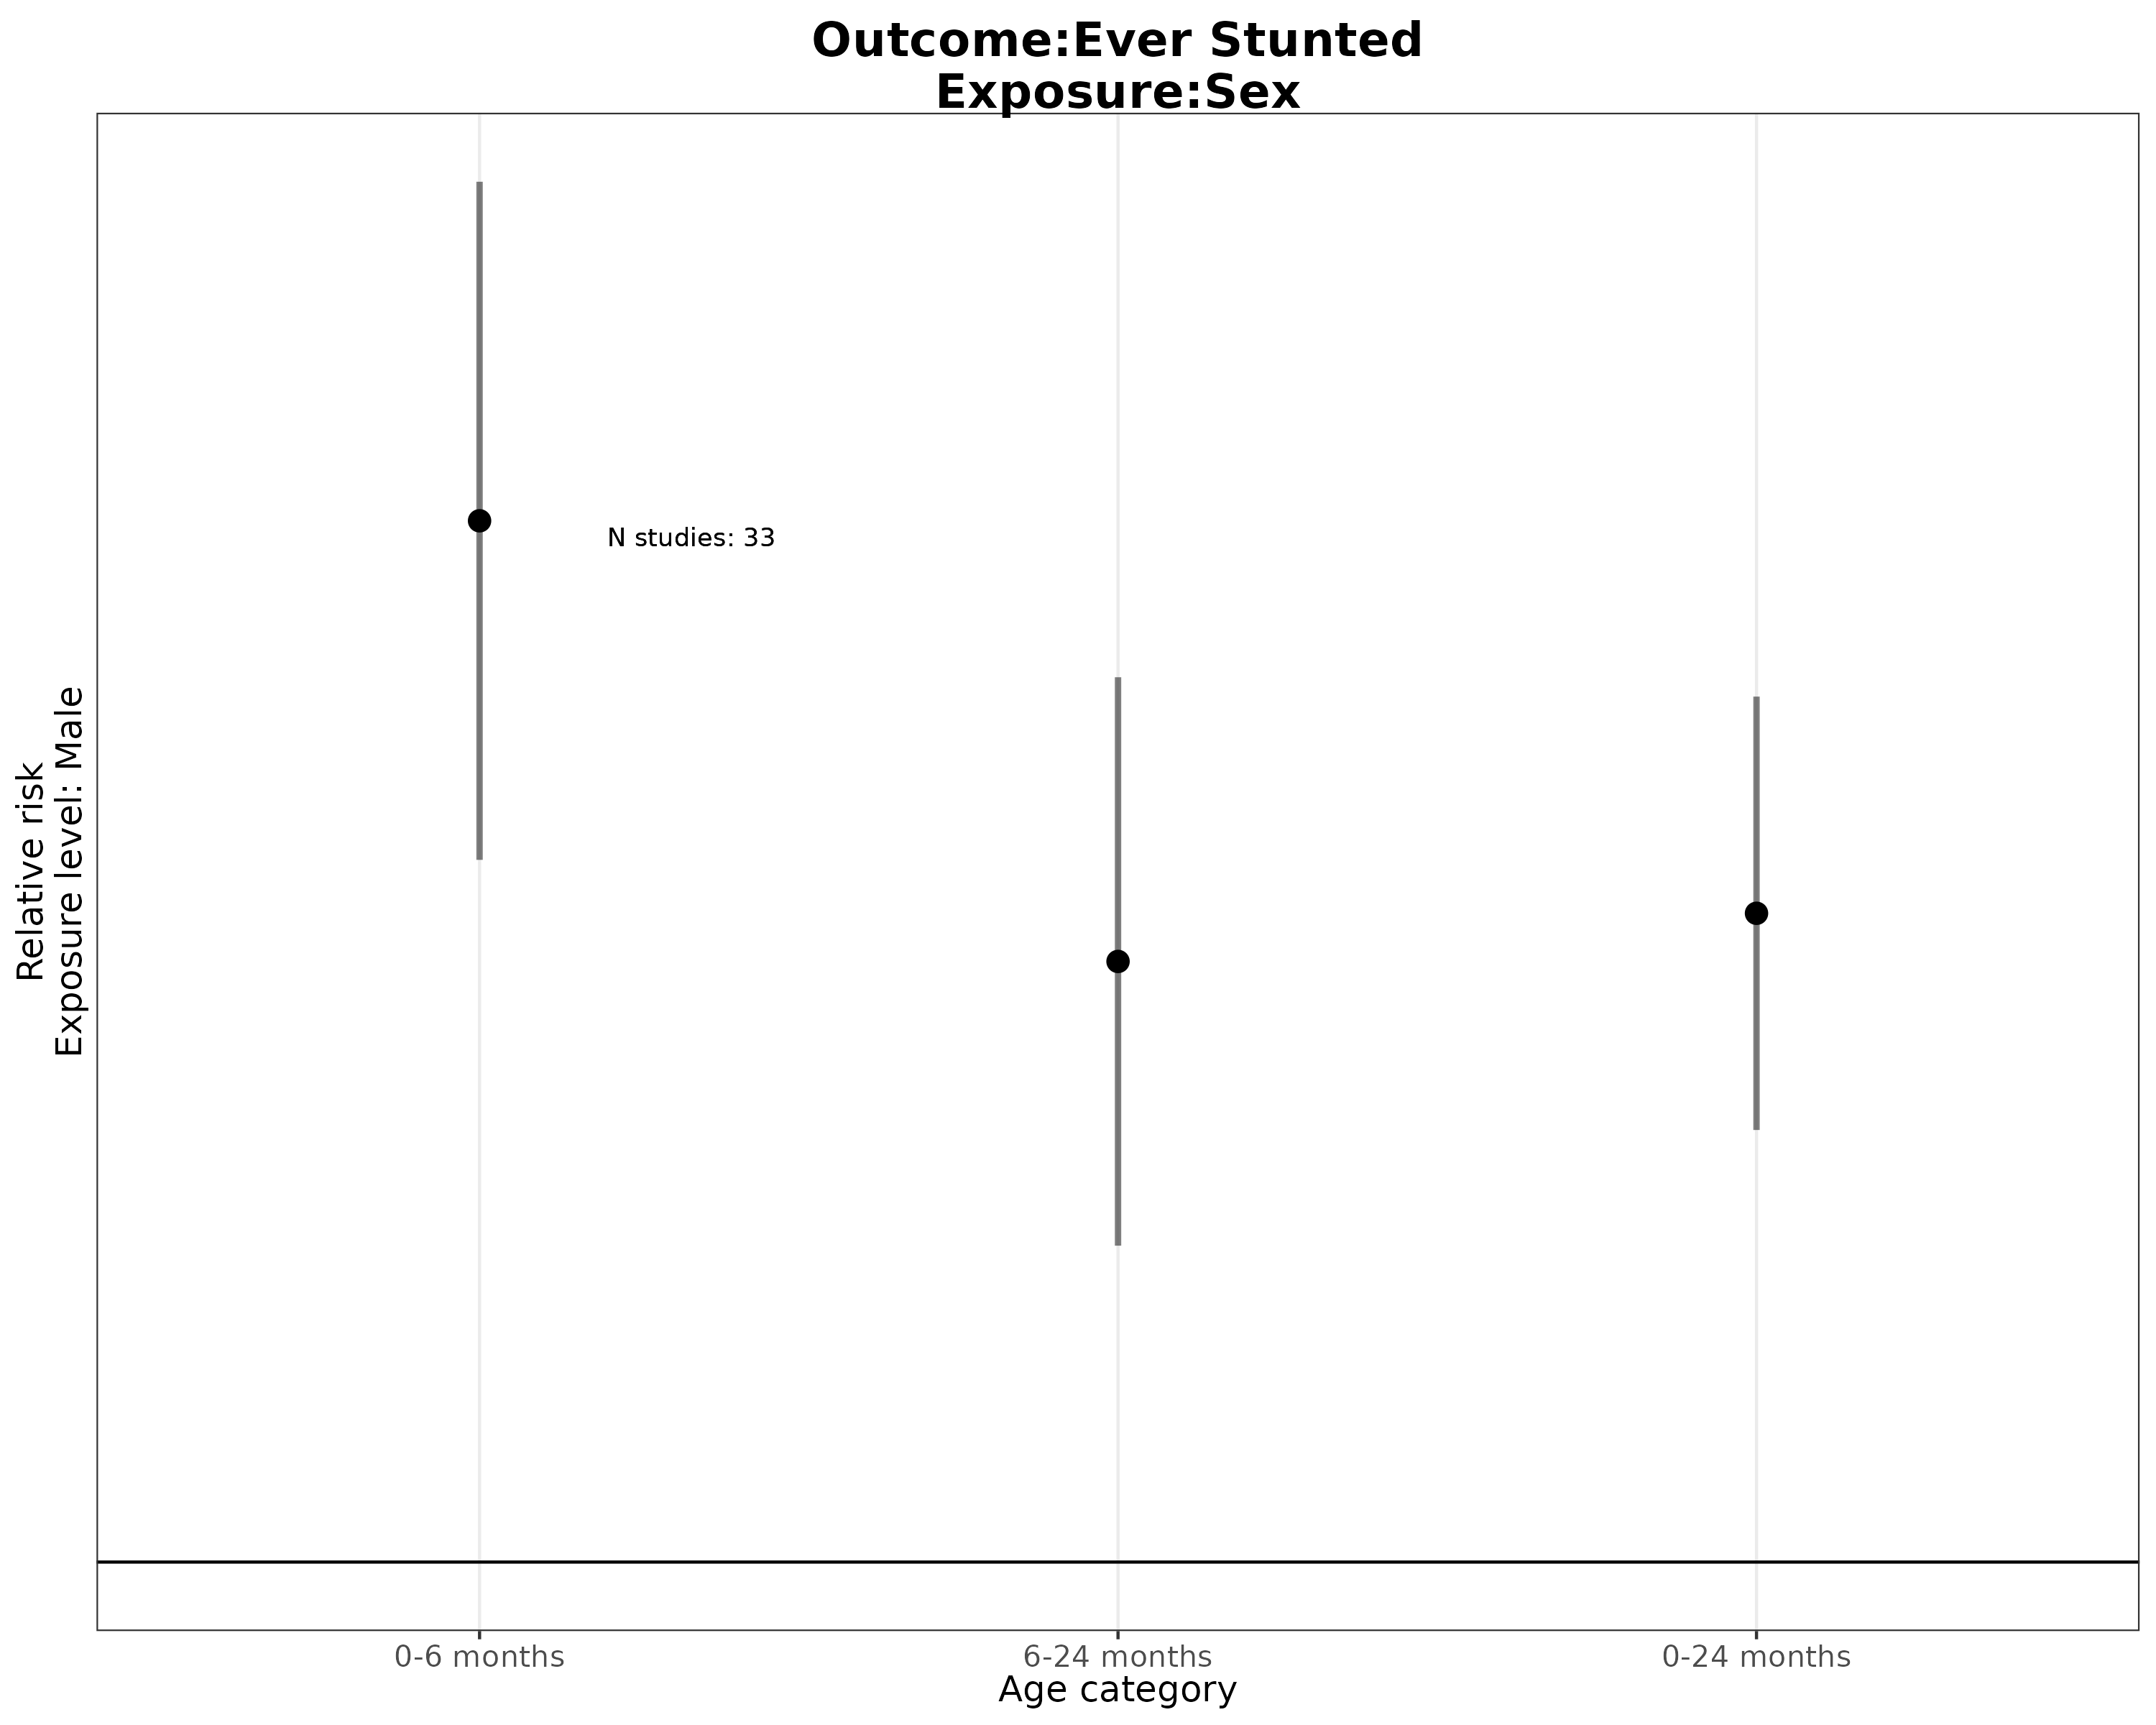 Outcome:Ever Stunted
Exposure:Sex
Relative risk
Exposure level: Male
N studies: 33
0-6 months
6-24 months
0-24 months
Age category